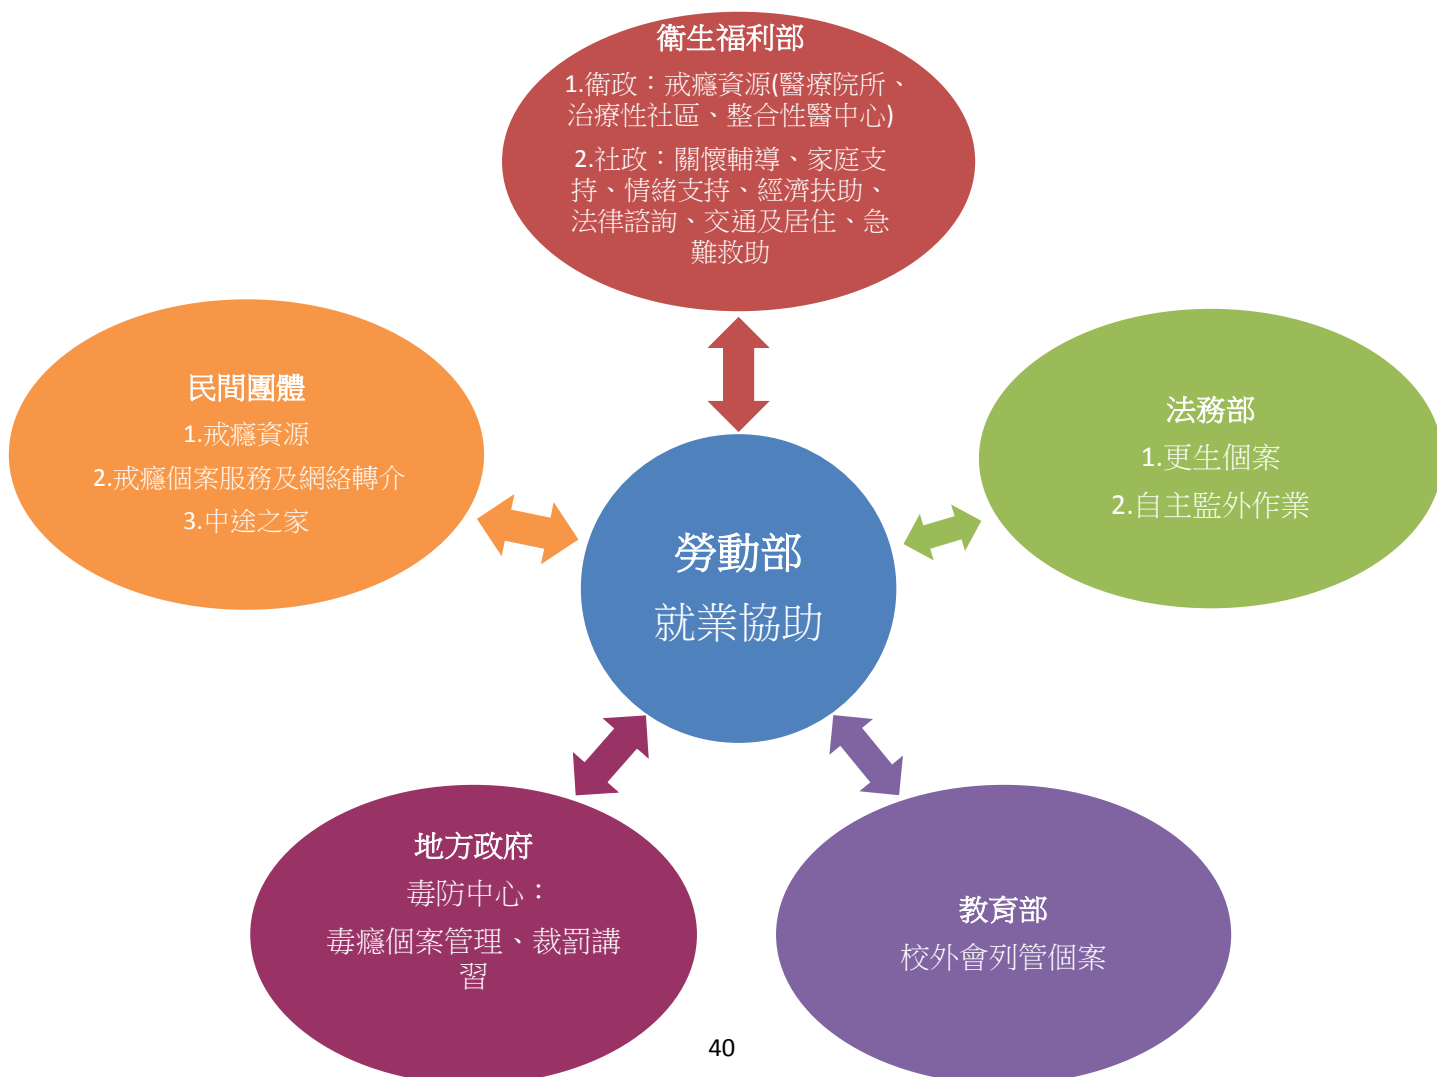 衛生福利部
1.衛政：戒癮資源(醫療院所、
治療性社區、整合性醫中心)
2.社政：關懷輔導、家庭支
持、情緒支持、經濟扶助、
法律諮詢、交通及居住、急
難救助
民間團體
1.戒癮資源
2.戒癮個案服務及網絡轉介
3.中途之家
法務部
1.更生個案
2.自主監外作業
勞動部
就業協助
地方政府
毒防中心：
毒癮個案管理、裁罰講
習
教育部
校外會列管個案
40